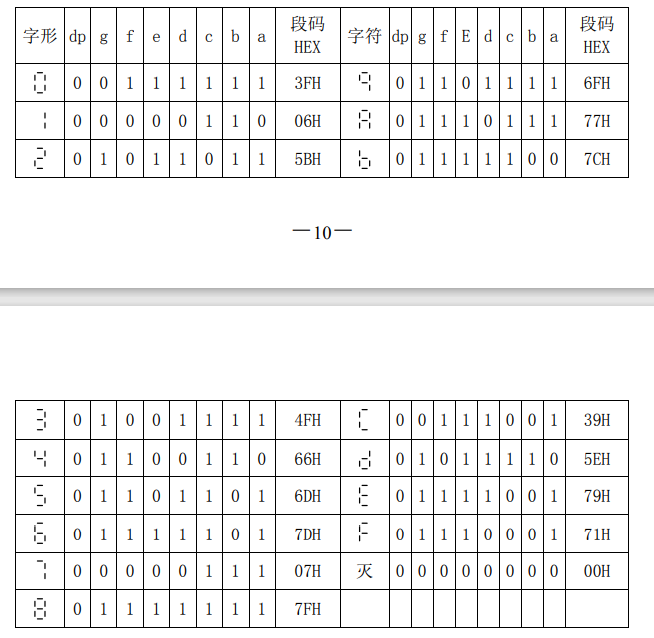 字形 dp g f e d c b a 段码 HEX 字符 dp g f E d c b a 段码 HEX
0 0 0 1 1 1 1 1 1 3FH 9 0 1 1 0 1 1 1 1 6FH
1 0 0 0 0 0 1 1 0 06H A 0 1 1 1 0 1 1 1 77H
2 0 1 0 1 1 0 1 1 5BH b 0 1 1 1 1 1 0 0 7CH
—10—
3 0 1 0 0 1 1 1 1 4FH C 0 0 1 1 1 0 0 1 39H
4 0 1 1 0 0 1 1 0 66H d 0 1 0 1 1 1 1 0 5EH
5 0 1 1 0 1 1 0 1 6DH E 0 1 1 1 1 0 0 1 79H
6 0 1 1 1 1 1 0 1 7DH F 0 1 1 1 0 0 0 1 71H
7 0 0 0 0 0 1 1 1 07H 灭 0 0 0 0 0 0 0 0 00H
8 0 1 1 1 1 1 1 1 7FH